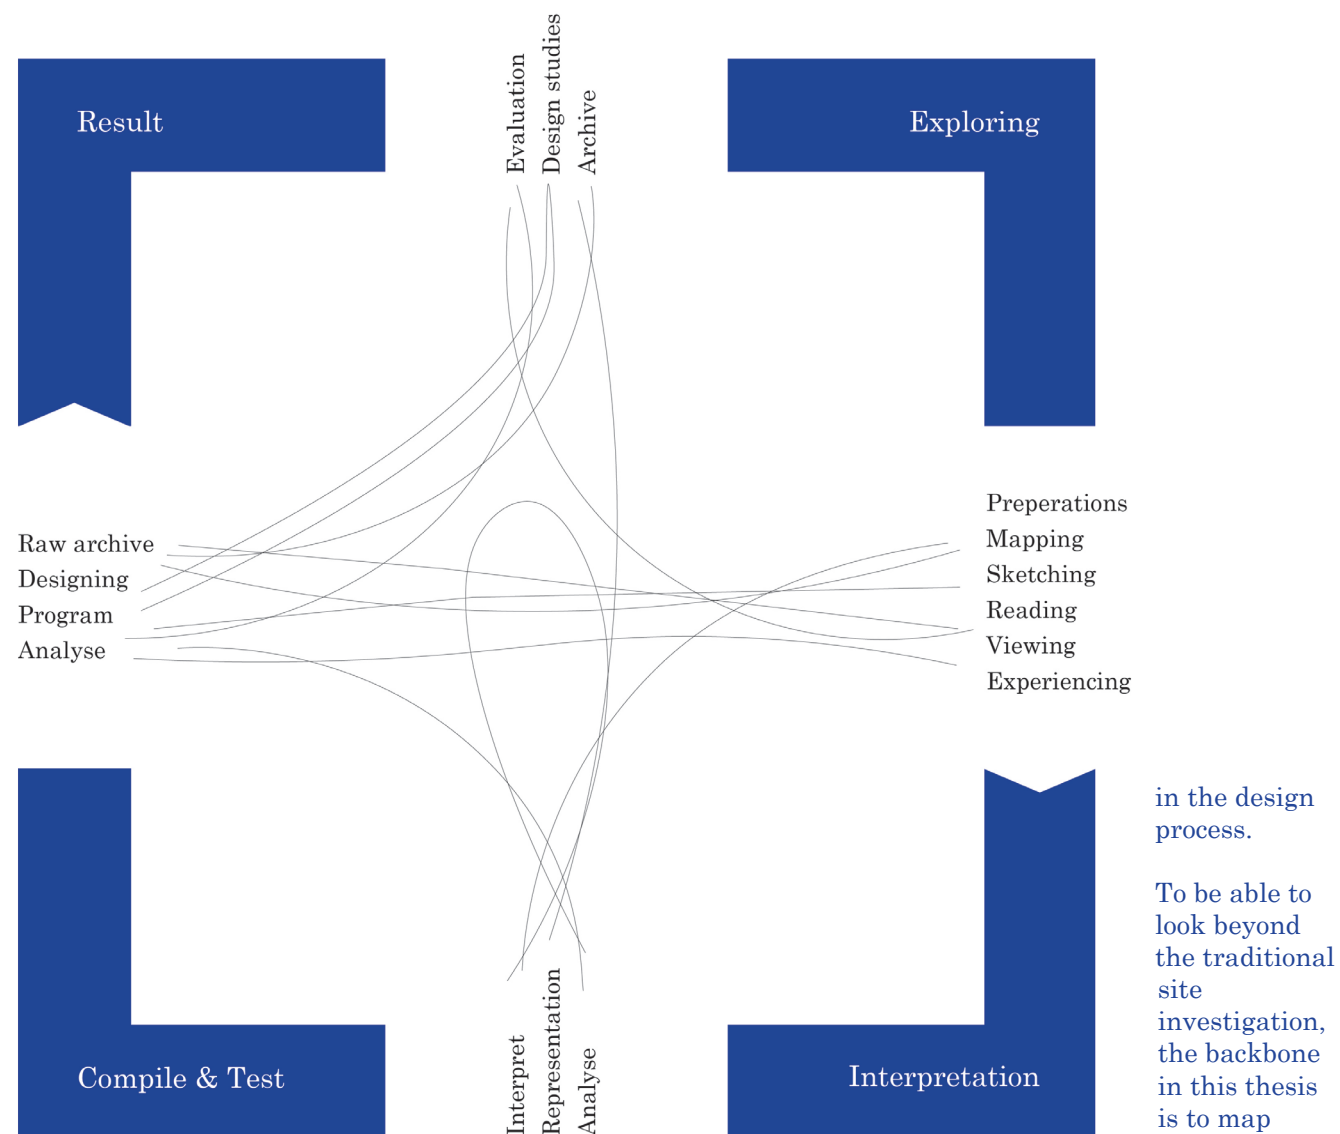 Evaluation
Design studies
Archive
Result
Exploring
Raw archive
Designing
Program
Analyse
Preperations
Mapping
Sketching
Reading
Viewing
Experiencing
Interpret
Representation
Analyse
Compile & Test
Interpretation
in the design
process.
To be able to
look beyond
the traditional
site
investigation,
the backbone
in this thesis
is to map